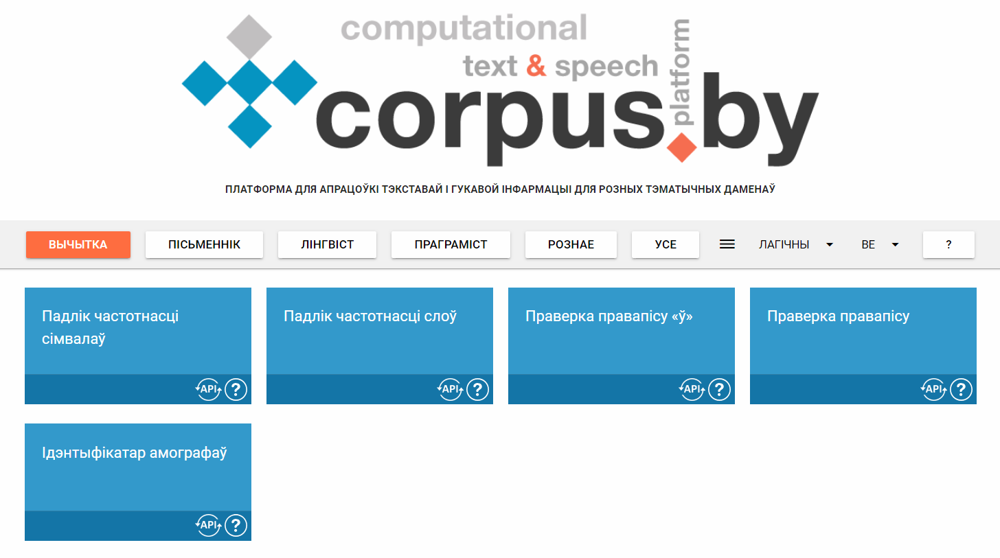 computational
text & speech
platform
corpus.by
ПЛАТФОРМА ДЛЯ АПРАЦОЎКІ ТЭКСТАВАЙ І ГУКАВОЙ ІНФАРМАЦЫІ ДЛЯ РОЗНЫХ ТЭМАТЫЧНЫХ ДАМЕНАЎ
ВЫЧЫТКА ПІСЬМЕННІК ЛІНГВІСТ ПРАГРАМІСТ РОЗНАЕ УСЕ ЛАГІЧНЫ BE ?
Падлік частотнасці
сімвалаў
API ?
Падлік частотнасці слоў
API ?
Праверка правапісу «ў»
API ?
Праверка правапісу
API ?
Ідэнтыфікатар амографаў
API ?